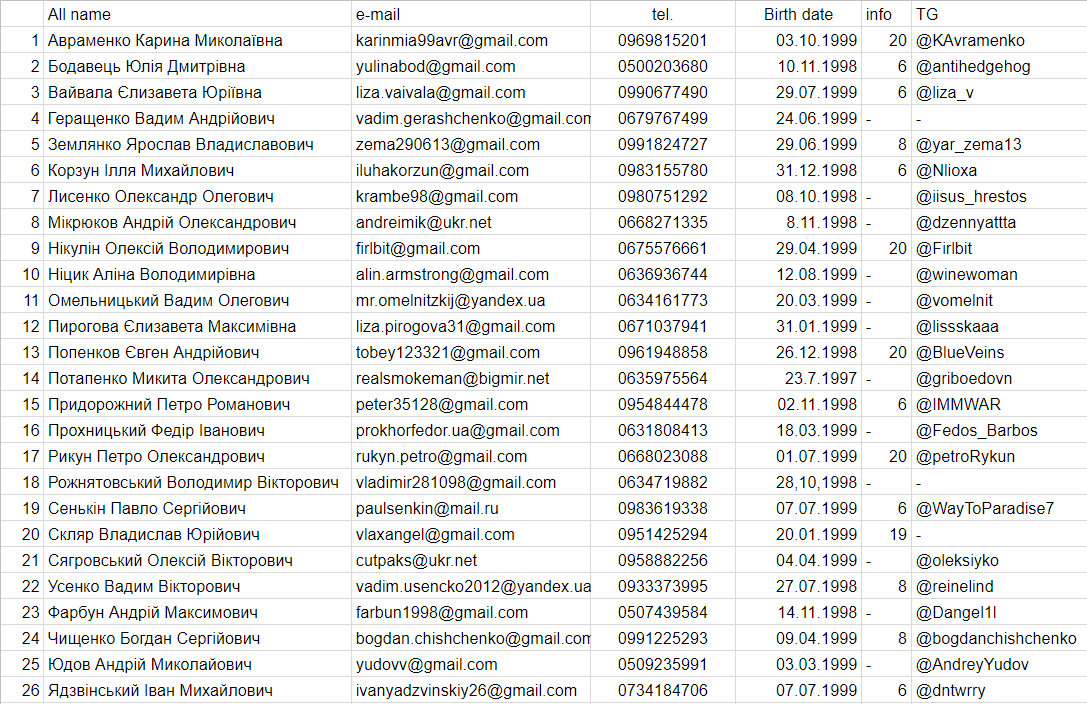 All name e-mail tel. Birth date info TG
1 Авраменко Карина Миколаївна karinmia99avr@gmail.com 0969815201 03.10.1999 20 @KAvramenko
2 Бодавець Юлія Дмитрівна yulinabod@gmail.com 0500203680 10.11.1998 6 @antihedgehog
3 Вайвала Єлизавета Юріївна liza.vaivala@gmail.com 0990677490 29.07.1999 6 @liza_v
4 Геращенко Вадим Андрійович vadim.gerashchenko@gmail.com 0679767499 24.06.1999 - -
5 Землянко Ярослав Владиславович zema290613@gmail.com 0991824727 29.06.1999 8 @yar_zema13
6 Корзун Ілля Михайлович iluhakorzun@gmail.com 0983155780 31.12.1998 6 @Nlioxa
7 Лисенко Олександр Олегович krambe98@gmail.com 0980751292 08.10.1998 - @iisus_hrestos
8 Мікрюков Андрій Олександрович andreimik@ukr.net 0668271335 8.11.1998 - @dzennyattta
9 Нікулін Олексій Володимирович firlbit@gmail.com 0675576661 29.04.1999 20 @Firlbit
10 Ніцик Аліна Володимирівна alin.armstrong@gmail.com 0636936744 12.08.1999 - @winewoman
11 Омельницький Вадим Олегович mr.omelnitzkij@yandex.ua 0634161773 20.03.1999 - @vomelnit
12 Пирогова Єлизавета Максимівна liza.pirogova31@gmail.com 0671037941 31.01.1999 - @lissskaaa
13 Попенков Євген Андрійович tobey123321@gmail.com 0961948858 26.12.1998 20 @BlueVeins
14 Потапенко Микита Олександрович realsmokeman@bigmir.net 0635975564 23.7.1997 - @griboedovn
15 Придорожний Петро Романович peter35128@gmail.com 0954844478 02.11.1998 6 @IMMWAR
16 Прохницький Федір Іванович prokhorfedor.ua@gmail.com 0631808413 18.03.1999 - @Fedos_Barbos
17 Рикун Петро Олександрович rukyn.petro@gmail.com 0668023088 01.07.1999 20 @petroRykun
18 Рожнятовський Володимир Вікторович vladimir281098@gmail.com 0634719882 28,10,1998 - -
19 Сенькін Павло Сергійович paulsenkin@mail.ru 0983619338 07.07.1999 6 @WayToParadise7
20 Скляр Владислав Юрійович vlaxangel@gmail.com 0951425294 20.01.1999 19 -
21 Сягровський Олексій Вікторович cutpaks@ukr.net 0958882256 04.04.1999 - @oleksiyko
22 Усенко Вадим Вікторович vadim.usencko2012@yandex.ua 0933373995 27.07.1998 8 @reinelind
23 Фарбун Андрій Максимович farbun1998@gmail.com 0507439584 14.11.1998 - @Dangel1l
24 Чищенко Богдан Сергійович bogdan.chishchenko@gmail.com 0991225293 09.04.1999 8 @bogdanchishchenko
25 Юдов Андрій Миколайович yudovv@gmail.com 0509235991 03.03.1999 - @AndreyYudov
26 Ядзвінський Іван Михайлович ivanyadzvinskiy26@gmail.com 0734184706 07.07.1999 6 @dntwrry